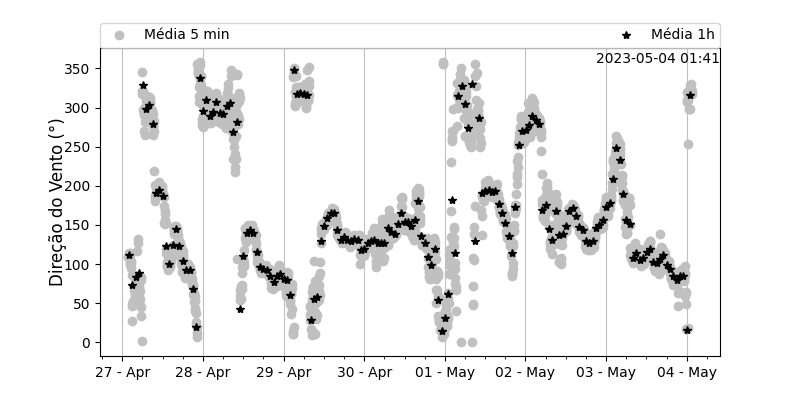 Média 5 min
Média 1h
2023-05-04 01:41
Direção do Vento (°)
350
300
250
200
150
100
50
0
27 - Apr
28 - Apr
29 - Apr
30 - Apr
01 - May
02 - May
03 - May
04 - May